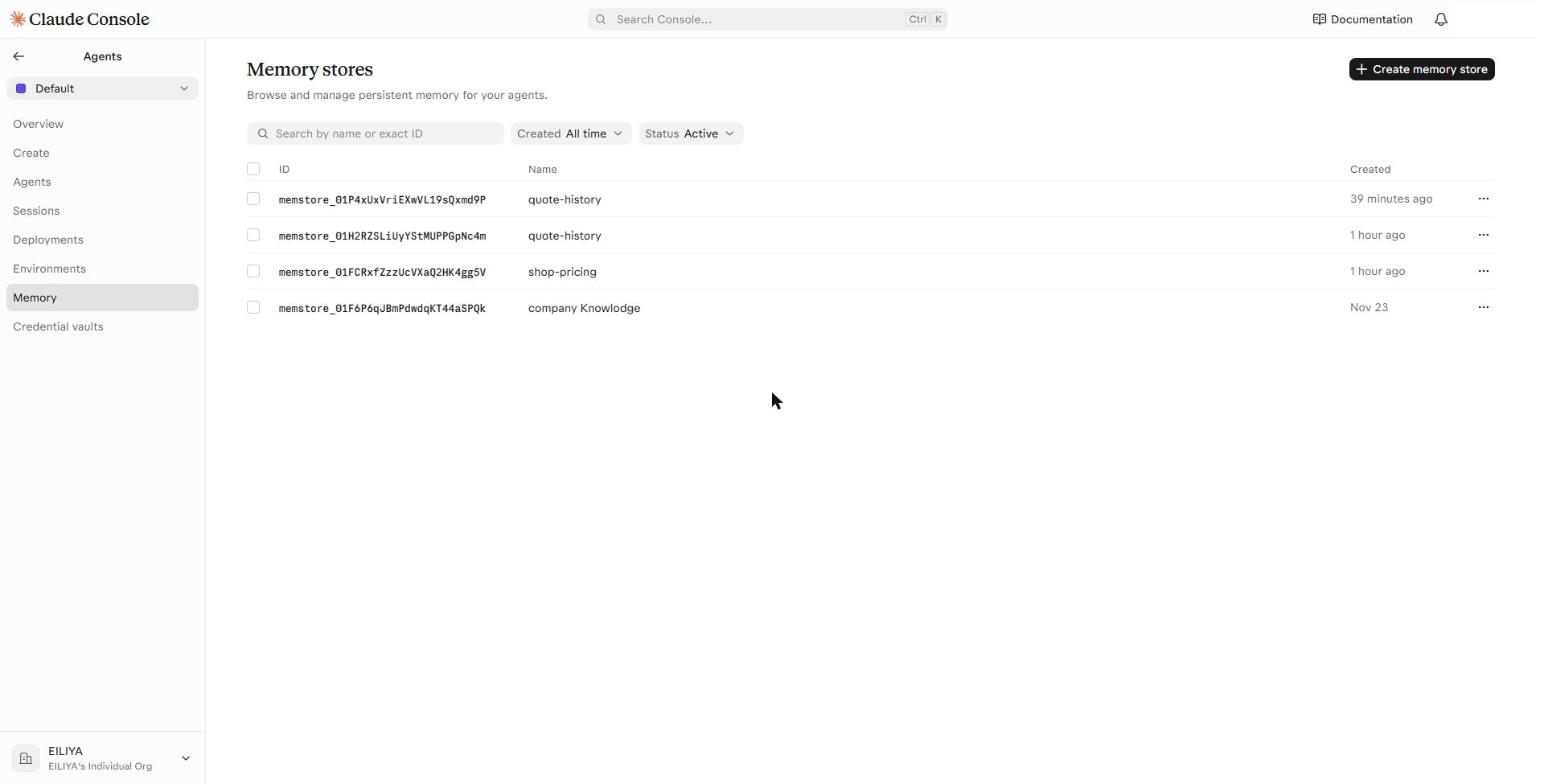 Claude Console
Search Console...
Ctrl K
Documentation
Agents
Default
Overview
Create
Agents
Sessions
Deployments
Environments
Memory
Credential vaults
EILIYA
EILIYA's Individual Org
Memory stores
Create memory store
Browse and manage persistent memory for your agents.
Search by name or exact ID
Created All time
Status Active
ID Name Created
memstore_01P4xUxVriEXwVL19sQxmd9P quote-history 39 minutes ago
memstore_01H2RZSLiUyYStMUPPGpNc4m quote-history 1 hour ago
memstore_01FCRxfZzzUcVXaQ2HK4gg5V shop-pricing 1 hour ago
memstore_01F6P6qJBmPdwdqKT44aSPQk company Knowlodge Nov 23